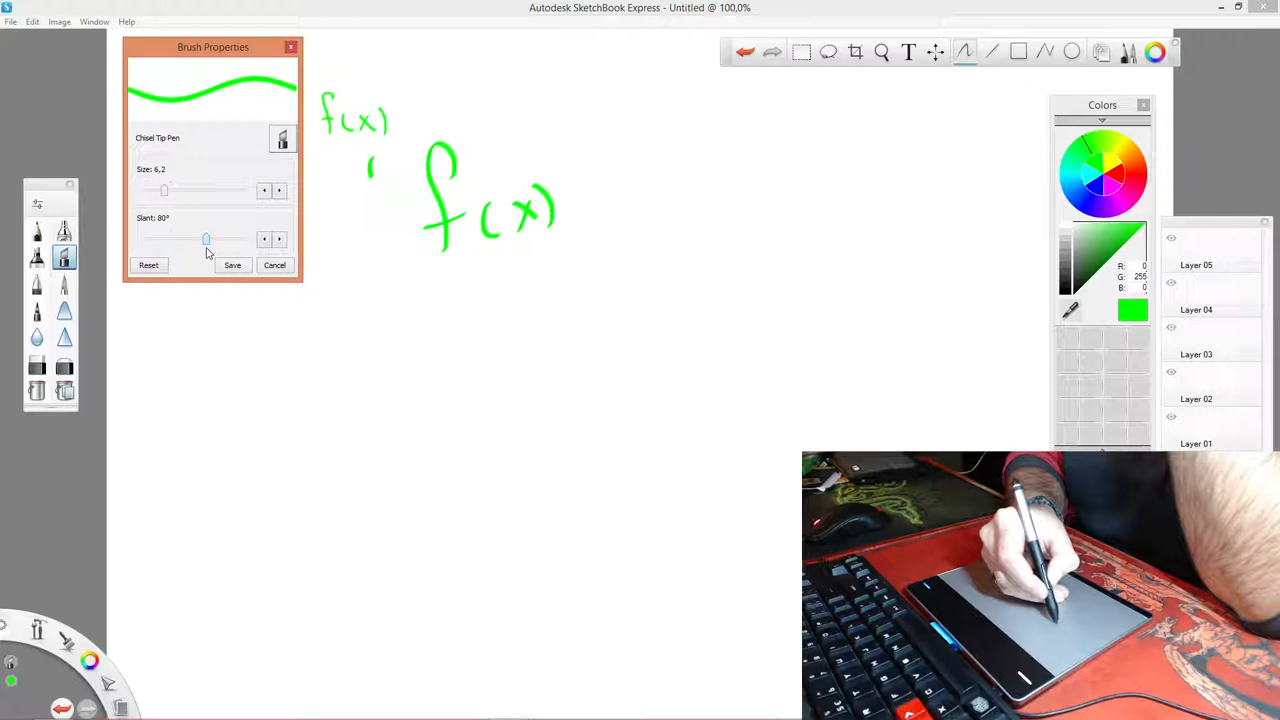 Autodesk SketchBook Express - Untitled @ 100,0%
File Edit Image Window Help
Brush Properties
Chisel Tip Pen
Size: 6,2
Slant: 80°
Reset Save Cancel
f(x)
f(x)
T
Colors
R: 0
G: 255
B: 0
Layer 05
Layer 04
Layer 03
Layer 02
Layer 01